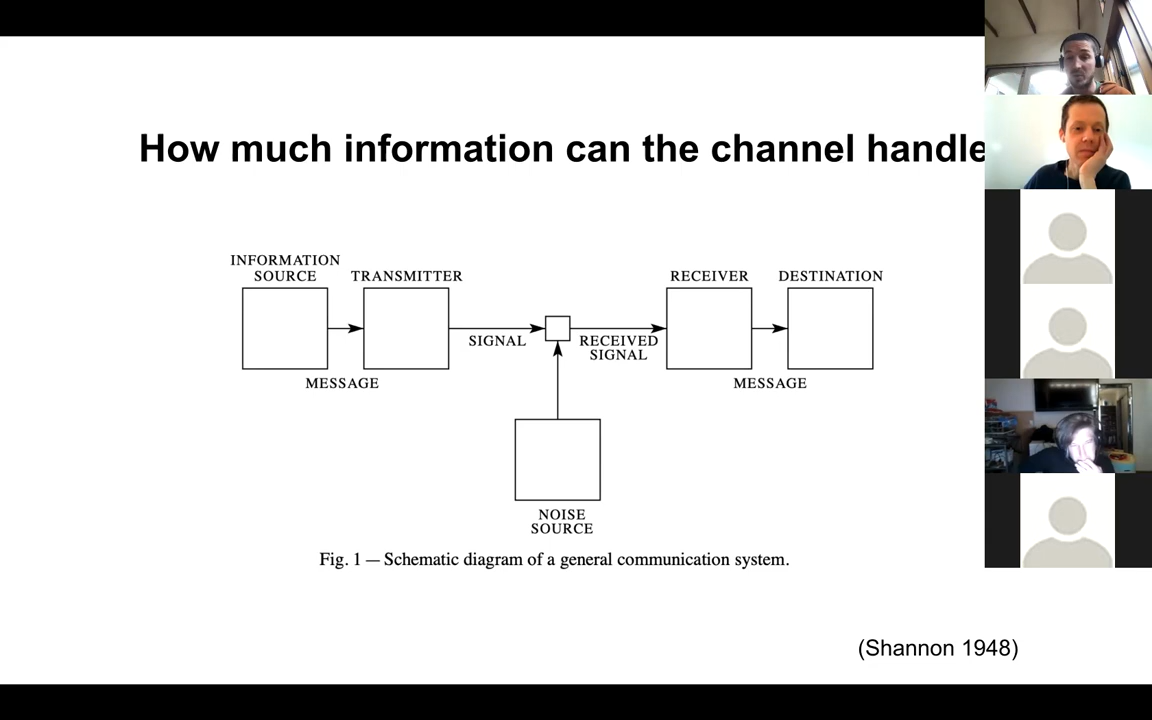 How much information can the channel handle
INFORMATION
SOURCE
TRANSMITTER
RECEIVER
DESTINATION
SIGNAL
RECEIVED
SIGNAL
MESSAGE
MESSAGE
NOISE
SOURCE
Fig. 1 — Schematic diagram of a general communication system.
(Shannon 1948)